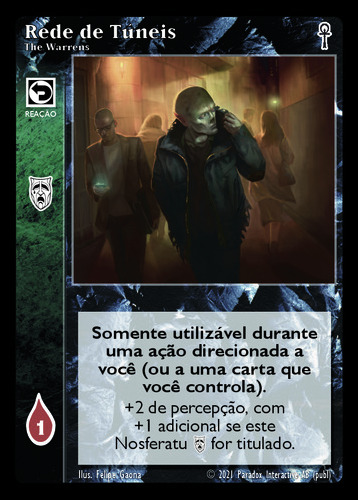 Rede de Túneis
The Warrens
REAÇÃO
Somente utilizável durante
uma ação direcionada a
você (ou a uma carta que
você controla).
+2 de percepção, com
+1 adicional se este
Nosferatu for titulado.
1
Ilus. Felipe Gaona
© 2021 Paradox Interactive AB (publ)